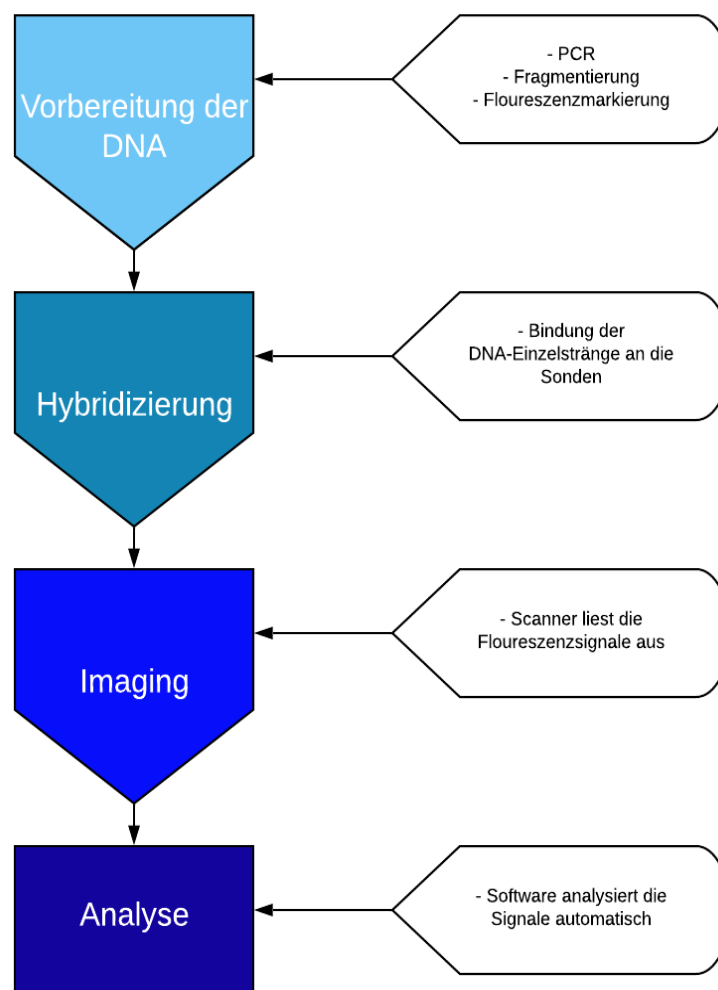 Vorbereitung der
DNA
- PCR
- Fragmentierung
- Floureszenzmarkierung
Hybridizierung
- Bindung der
DNA-Einzelstränge an die
Sonden
Imaging
- Scanner liest die
Floureszenzsignale aus
Analyse
- Software analysiert die
Signale automatisch